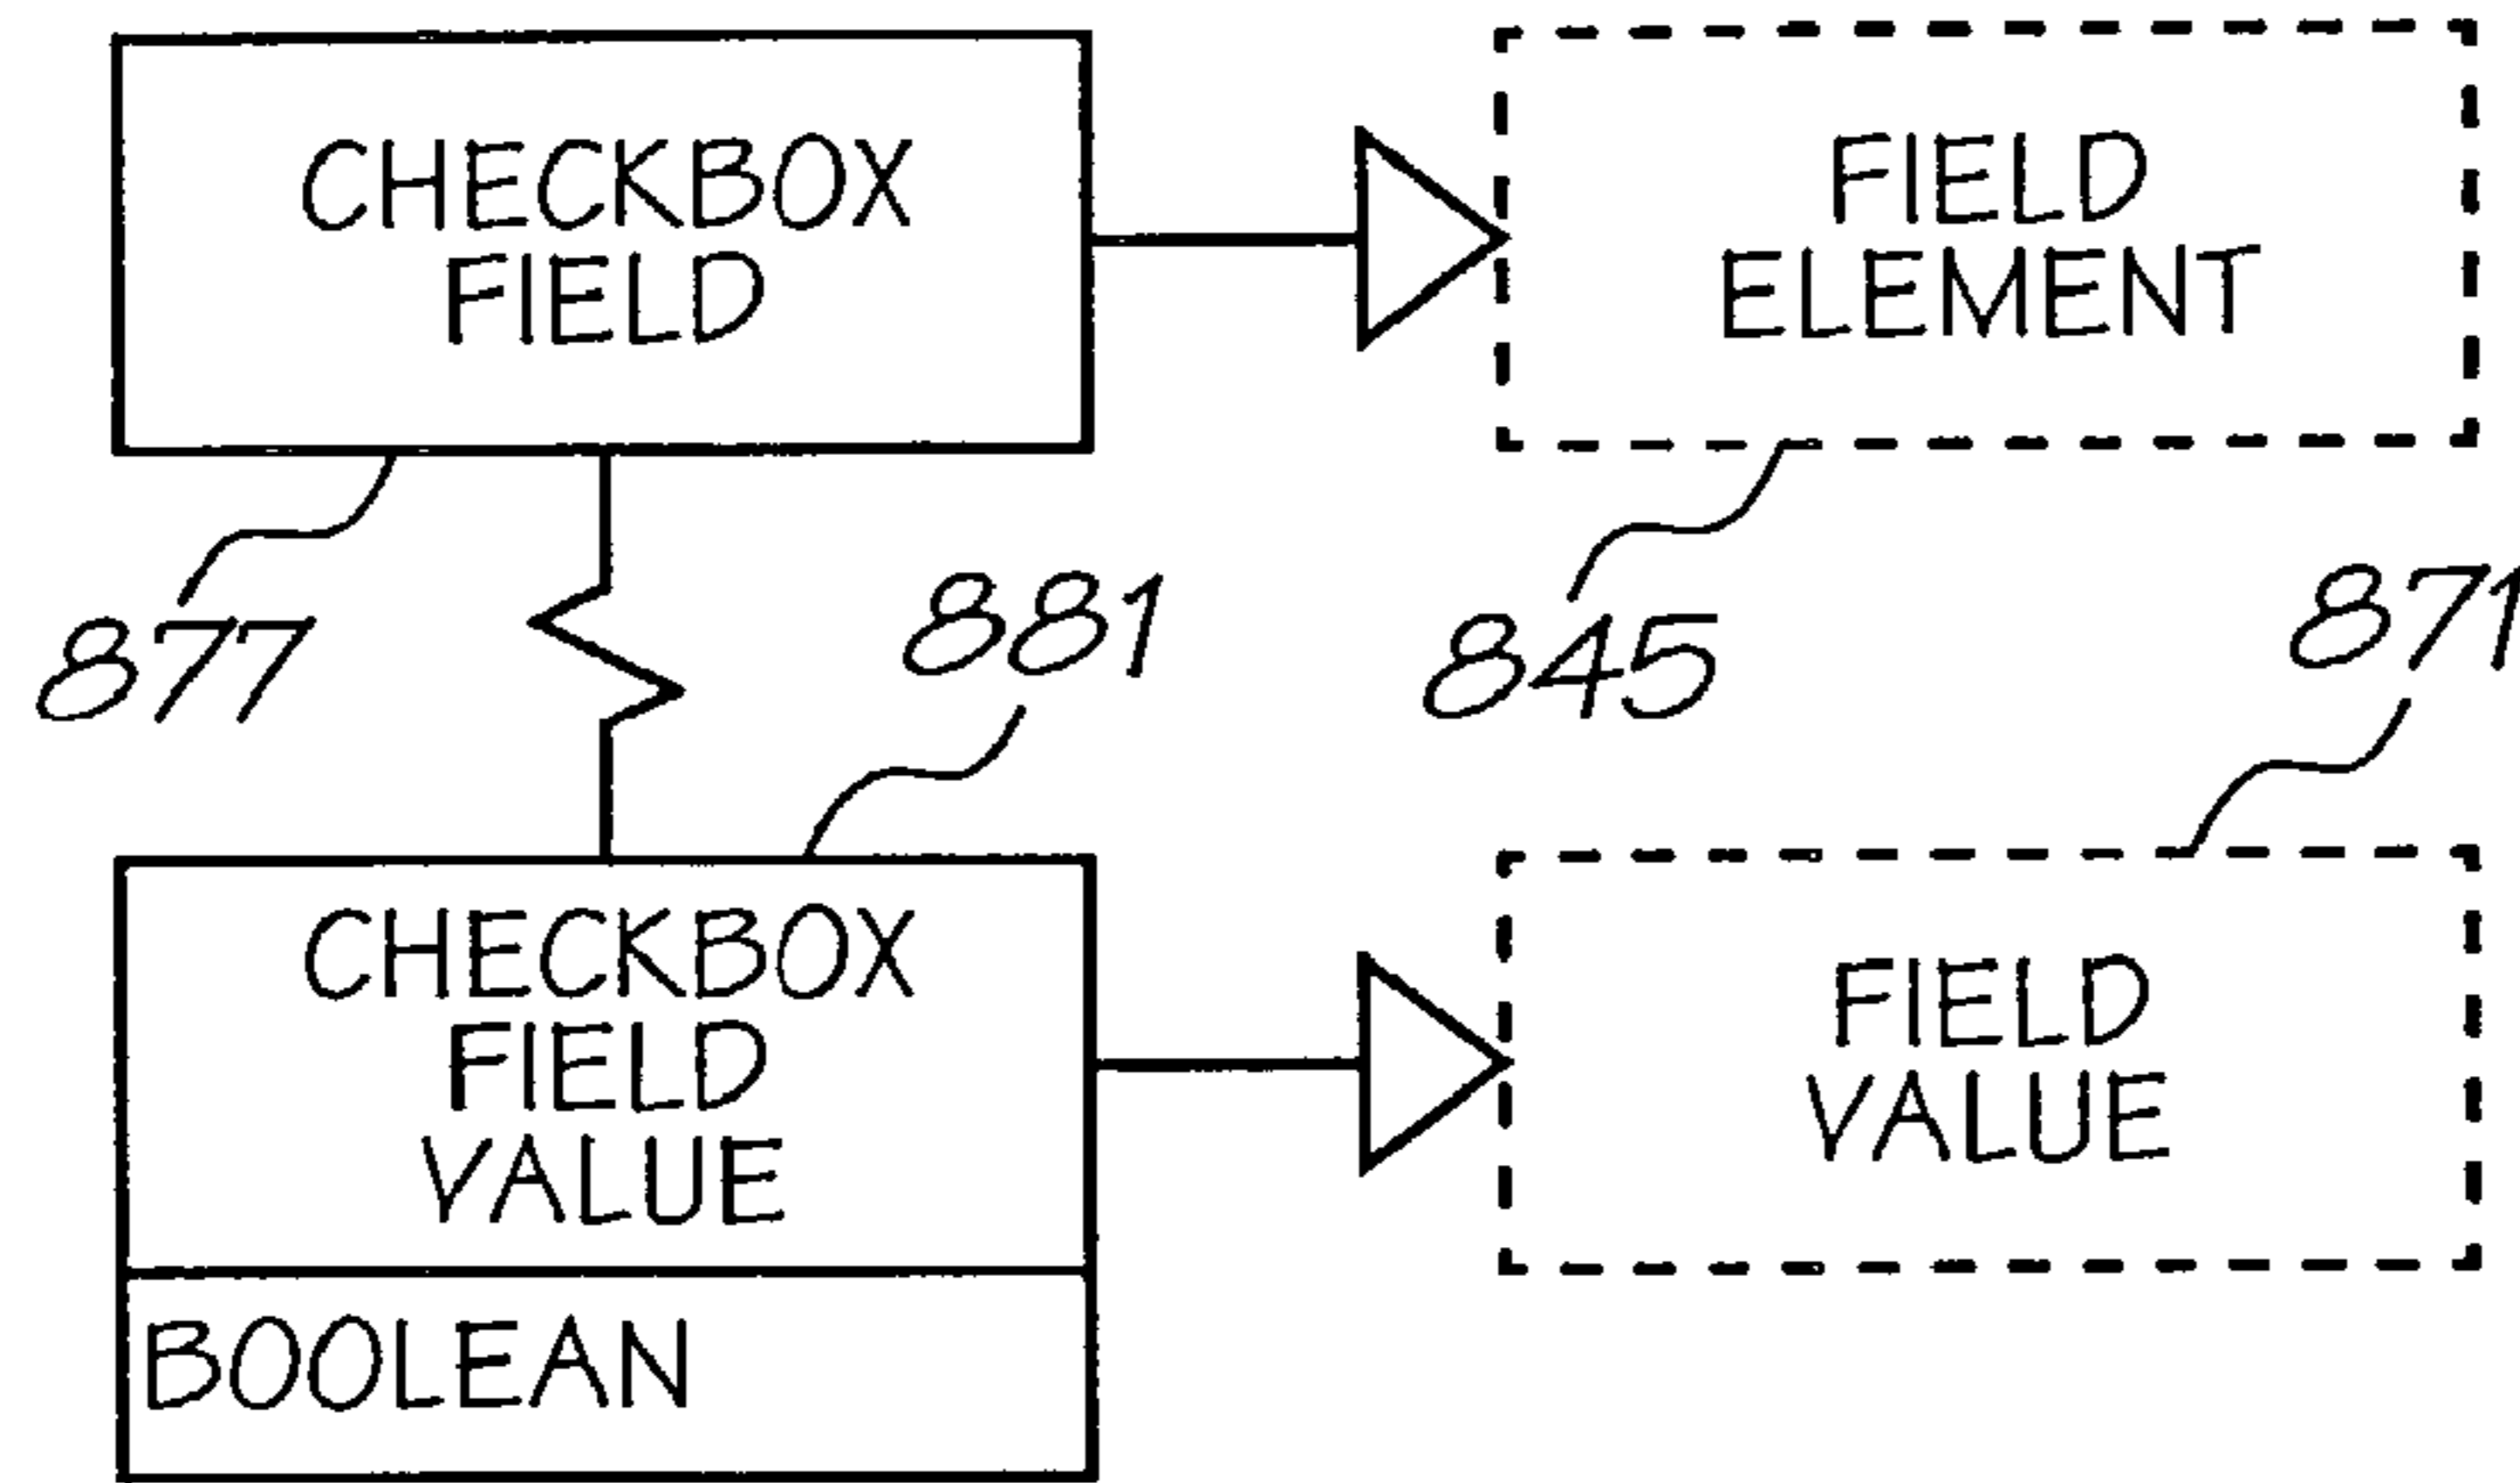 CHECKBOX
FIELD
FIELD
ELEMENT
877
881
845
871
CHECKBOX
FIELD
VALUE
FIELD
VALUE
BOOLEAN